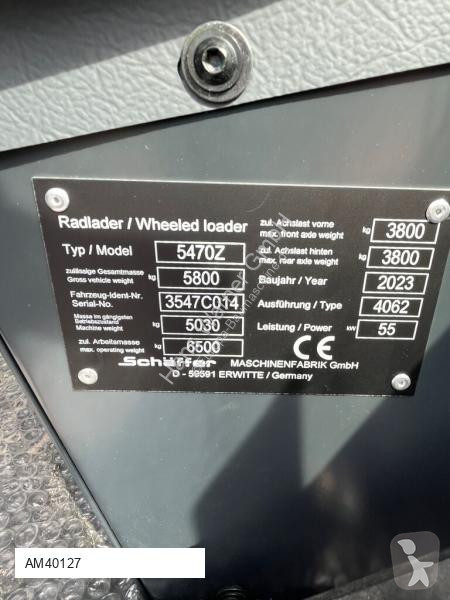 Radlader / Wheeled loader
Typ / Model 5470Z
zulässige Gesamtmasse
Gross vehicle weight kg 5800
Fahrzeug-Ident-Nr.
Serial-No. 3547C014
Masse im gängigsten
Betriebszustand
Machine weight kg 5030
zul. Arbeitsmasse
max. operating weight kg 6500
zul. Achslast vorne
max. front axle weight kg 3800
zul. Achslast hinten
max. rear axle weight kg 3800
Baujahr / Year 2023
Ausführung / Type 4062
Leistung / Power kW 55
CE
Schäffer MASCHINENFABRIK GmbH
D - 59591 ERWITTE / Germany
AM40127